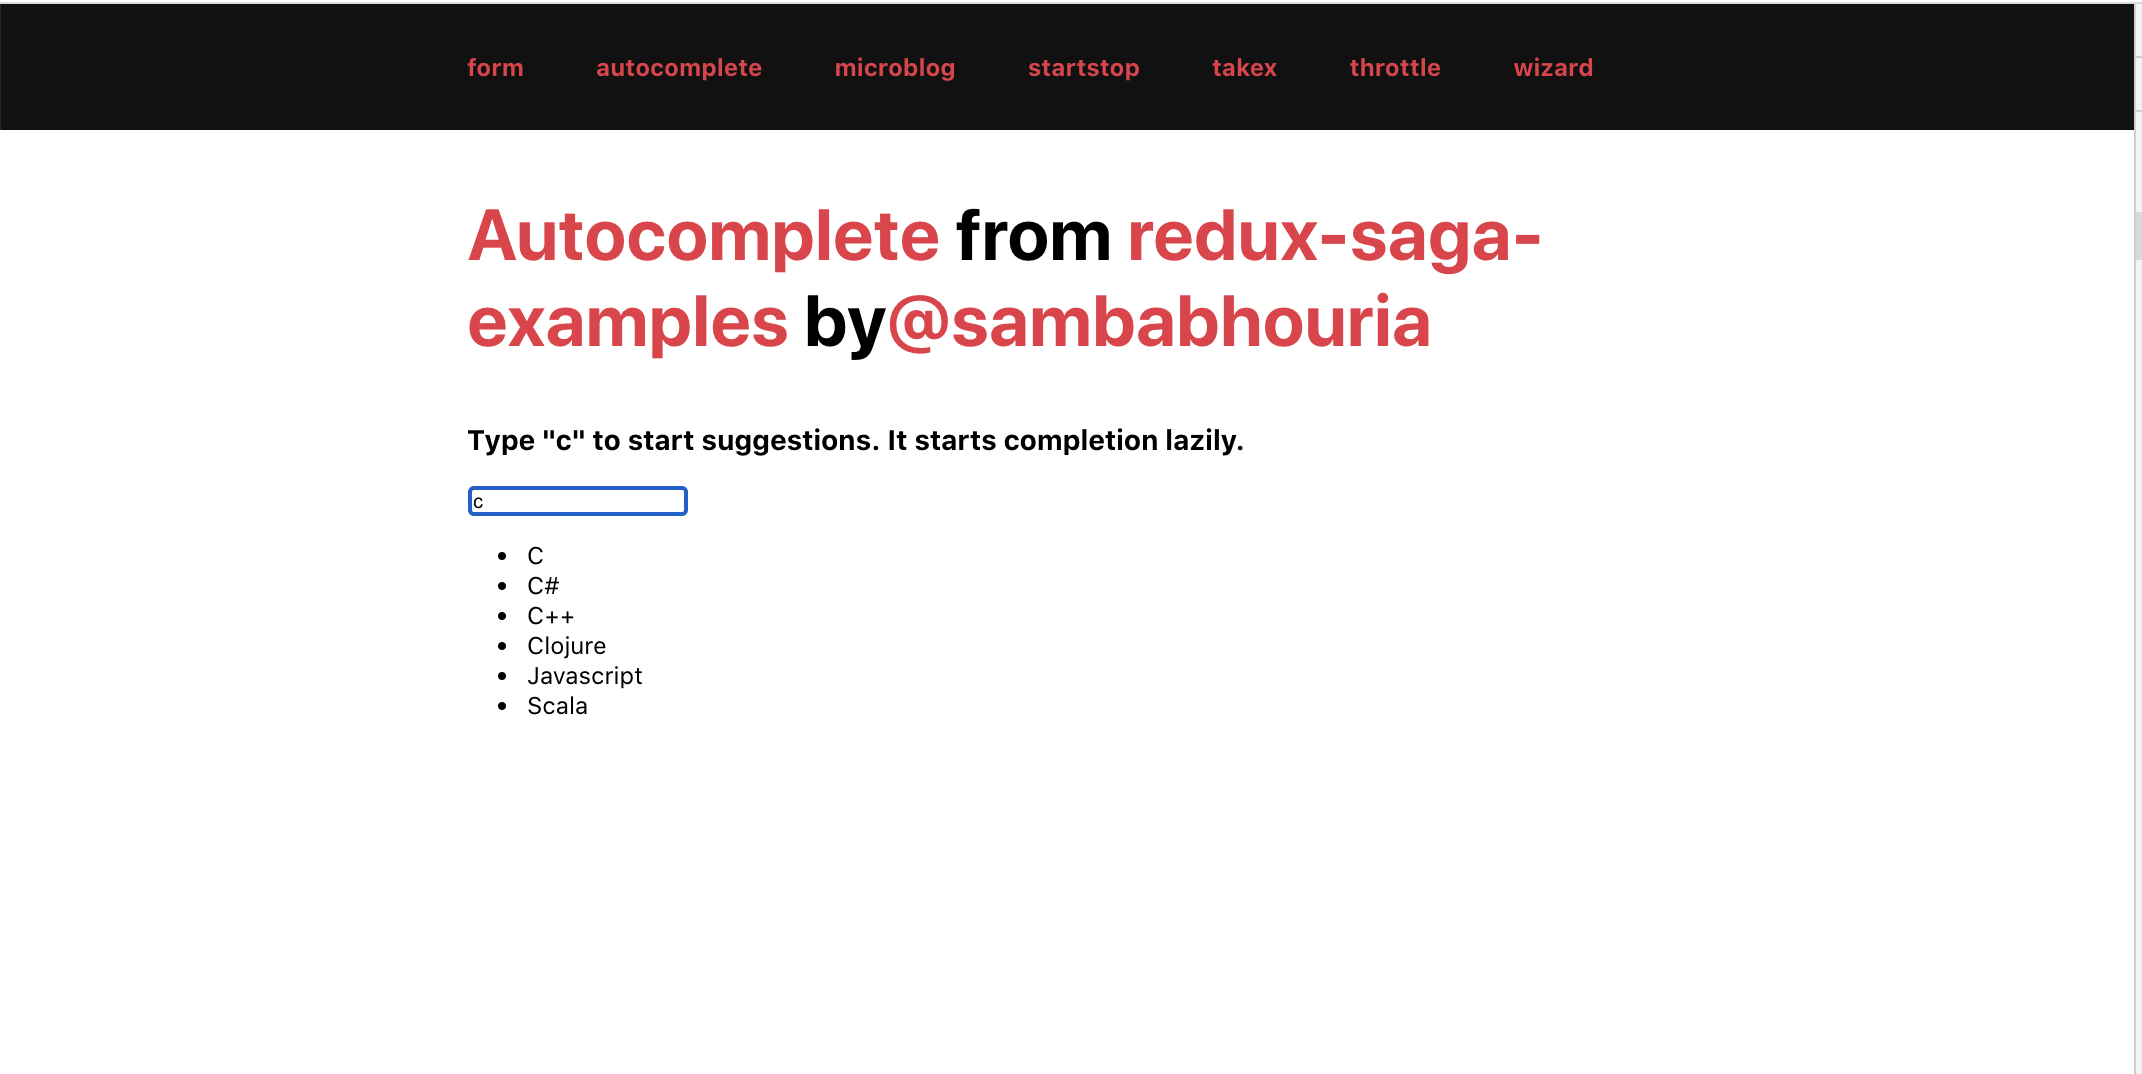 form autocomplete microblog startstop takex throttle wizard
Autocomplete from redux-saga-
examples by@sambabhouria
Type "c" to start suggestions. It starts completion lazily.
c
C
C#
C++
Clojure
Javascript
Scala